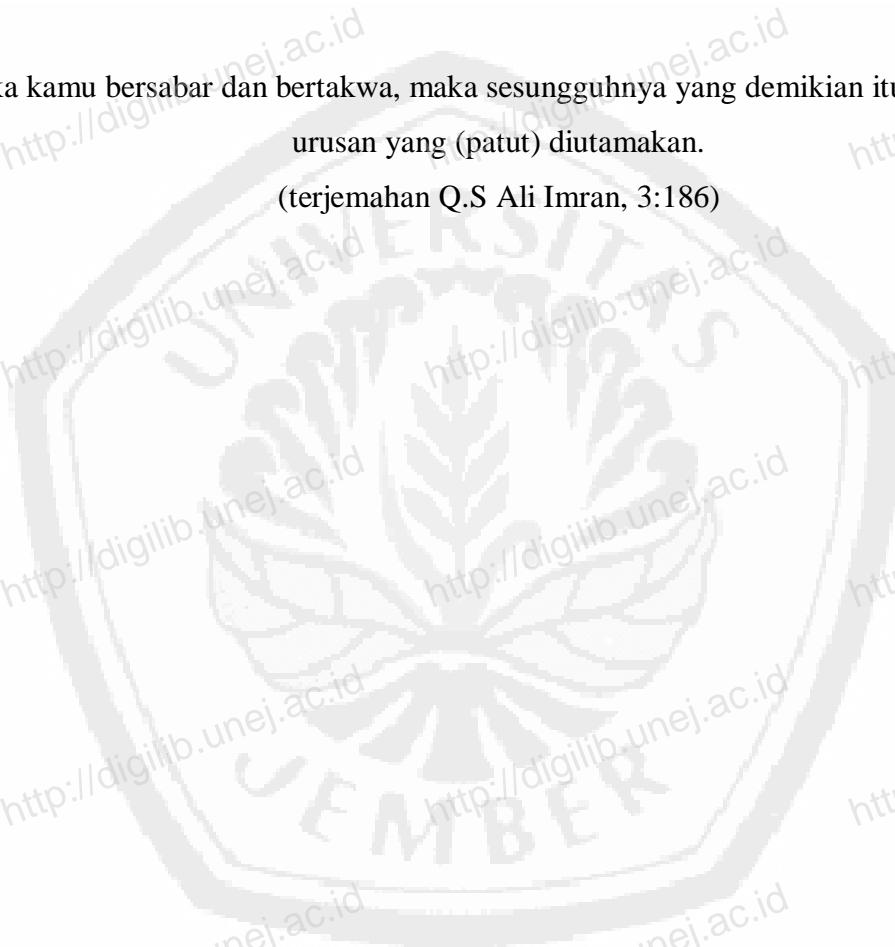 http://digilib.unej.ac.id
ka kamu bersabar dan bertakwa, maka sesungguhnya yang demikian itu
urusan yang (patut) diutamakan.
(terjemahan Q.S Ali Imran, 3:186)
UNIVERSITAS
http://digilib.unej.ac.id
http://digilib.unej.ac.id
http://digilib.unej.ac.id
http://digilib.unej.ac.id
http://digilib.unej.ac.id
http://digilib.unej.ac.id
http://digilib.unej.ac.id
JEMBER